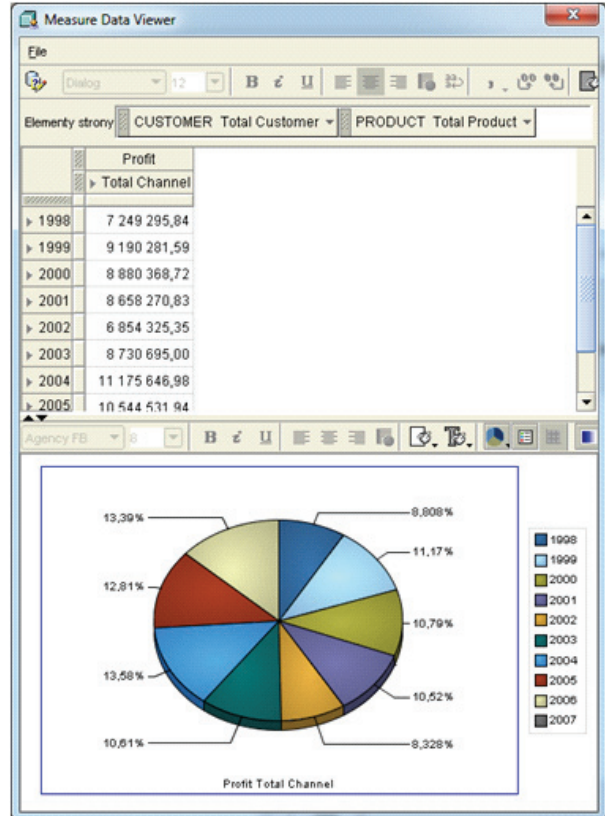 Measure Data Viewer
File
Dialog 12 B i U
Elementy strony CUSTOMER Total Customer PRODUCT Total Product
Profit
Total Channel
1998 7 249 295,84
1999 9 190 281,59
2000 8 880 368,72
2001 8 658 270,83
2002 6 854 325,35
2003 8 730 695,00
2004 11 175 646,98
2005 10 544 531,94
Agency FB 8 B i U
13,39% 8,808%
12,81% 11,17%
13,58% 10,79%
10,61% 10,52%
8,328%
Profit Total Channel
1998
1999
2000
2001
2002
2003
2004
2005
2006
2007